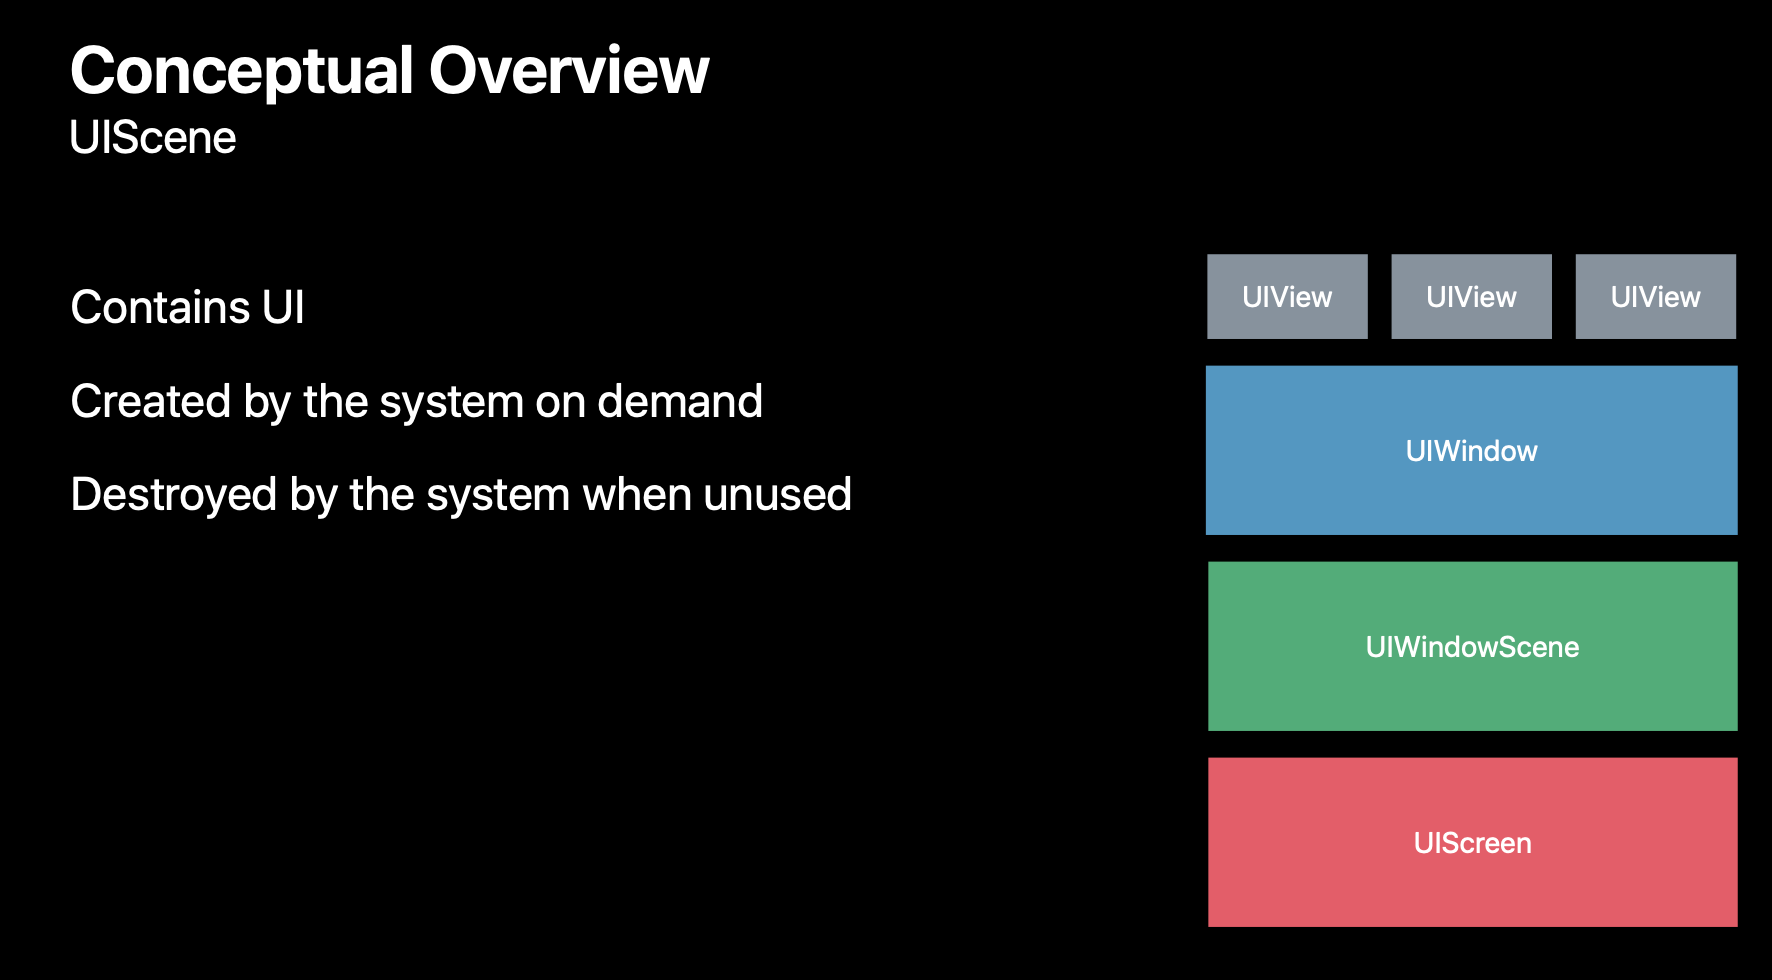 Conceptual Overview
UIScene
Contains UI
Created by the system on demand
Destroyed by the system when unused
UIView UIView UIView
UIWindow
UIWindowScene
UIScreen